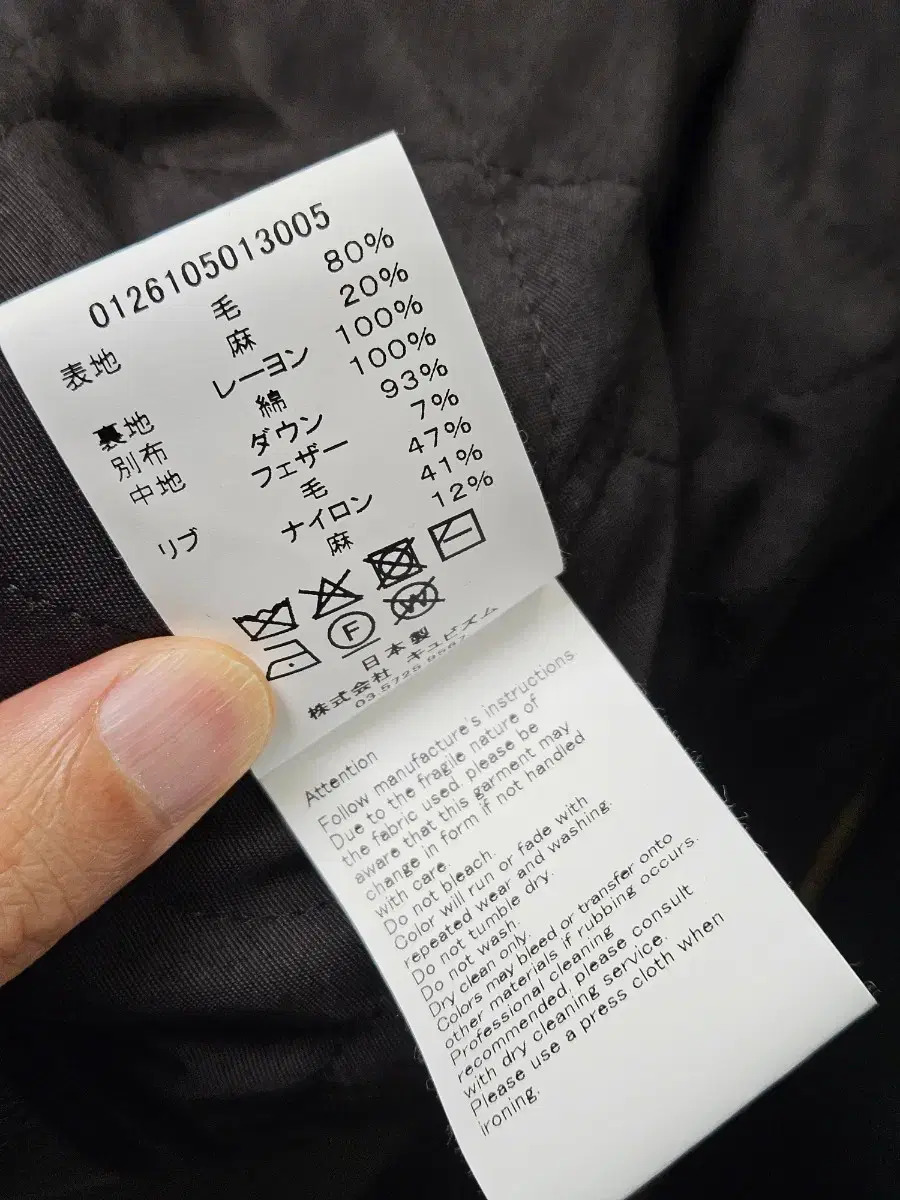 0126105013005
表地 毛 80%
麻 20%
裏地 レーヨン 100%
別布 綿 100%
中地 ダウン 93%
フェザー 7%
リブ 毛 47%
ナイロン 41%
麻 12%
F W
日本製
株式会社 キュビズム
03.5725.9567
Attention
Follow manufacture's instructions.
Due to the fragile nature of
the fabric used please be
aware that this garment may
change in form if not handled
with care.
Do not bleach.
Color will run or fade with
repeated wear and washing.
Do not tumble dry.
Do not wash.
Dry clean only.
Colors may bleed or transfer onto
other materials if rubbing occurs.
Professional cleaning
recommended, please consult
with dry cleaning service.
Please use a press cloth when
ironing.